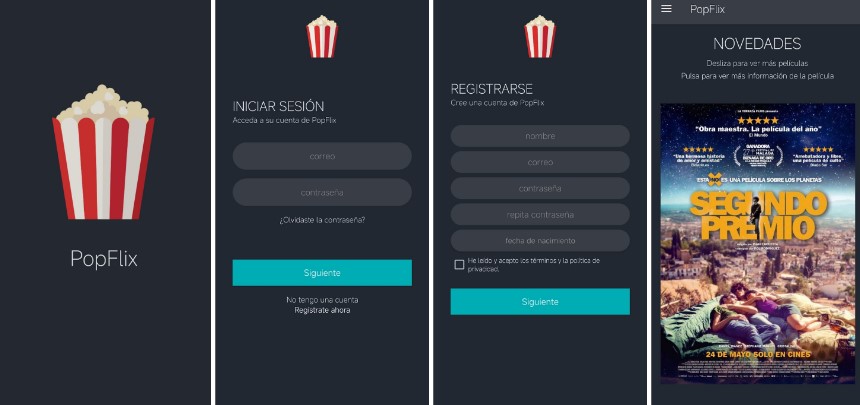 PopFlix
INICIAR SESIÓN
Acceda a su cuenta de PopFlix
correo
contraseña
¿Olvidaste la contraseña?
Siguiente
No tengo una cuenta
Registrate ahora
REGISTRARSE
Cree una cuenta de PopFlix
nombre
correo
contraseña
repita contraseña
fecha de nacimiento
He leído y acepto los términos y la política de
privacidad.
Siguiente
PopFlix
NOVEDADES
Desliza para ver más películas
Pulsa para ver más información de la película
"Obra maestra. La película del año"
El Mundo
"Una hermosa historia
de amor y amistad"
"Arrebatadora y libre,
una película de altura"
ESTA NO ES UNA PELÍCULA SOBRE LOS PLANETAS
SEGUNDO
PREMIO
24 DE MAYO SOLO EN CINES